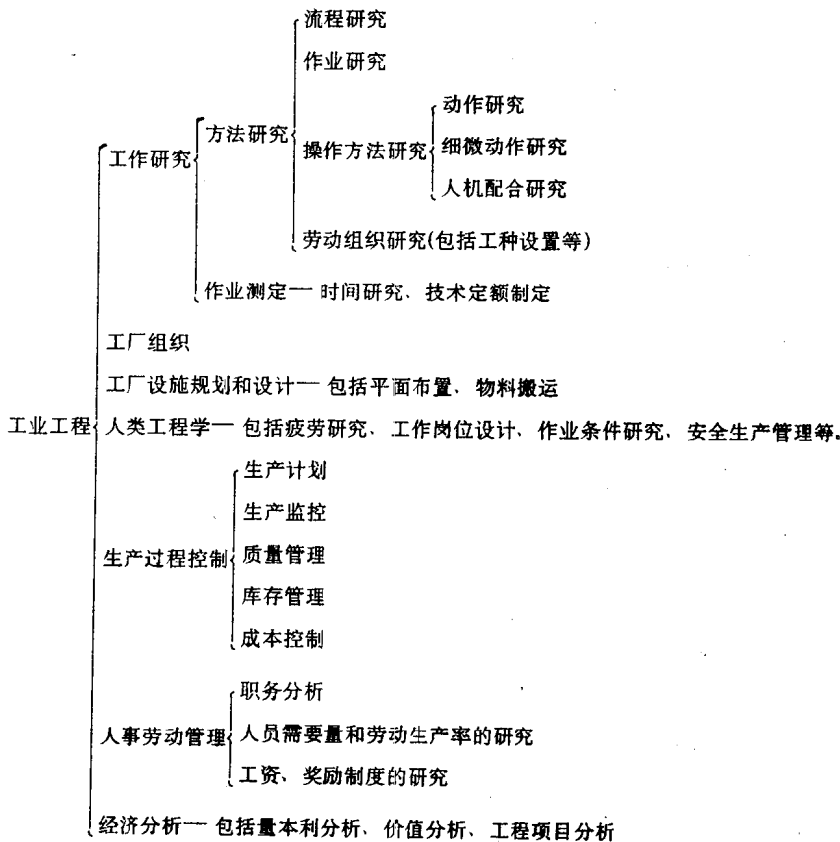 流程研究
作业研究
动作研究
方法研究
工作研究
操作方法研究
细微动作研究
人机配合研究
劳动组织研究(包括工种设置等)
作业测定— 时间研究、技术定额制定
工厂组织
工厂设施规划和设计— 包括平面布置、物料搬运
工业工程
人类工程学— 包括疲劳研究、工作岗位设计、作业条件研究、安全生产管理等。
生产计划
生产监控
生产过程控制
质量管理
库存管理
成本控制
职务分析
人事劳动管理
人员需要量和劳动生产率的研究
工资、奖励制度的研究
经济分析— 包括量本利分析、价值分析、工程项目分析